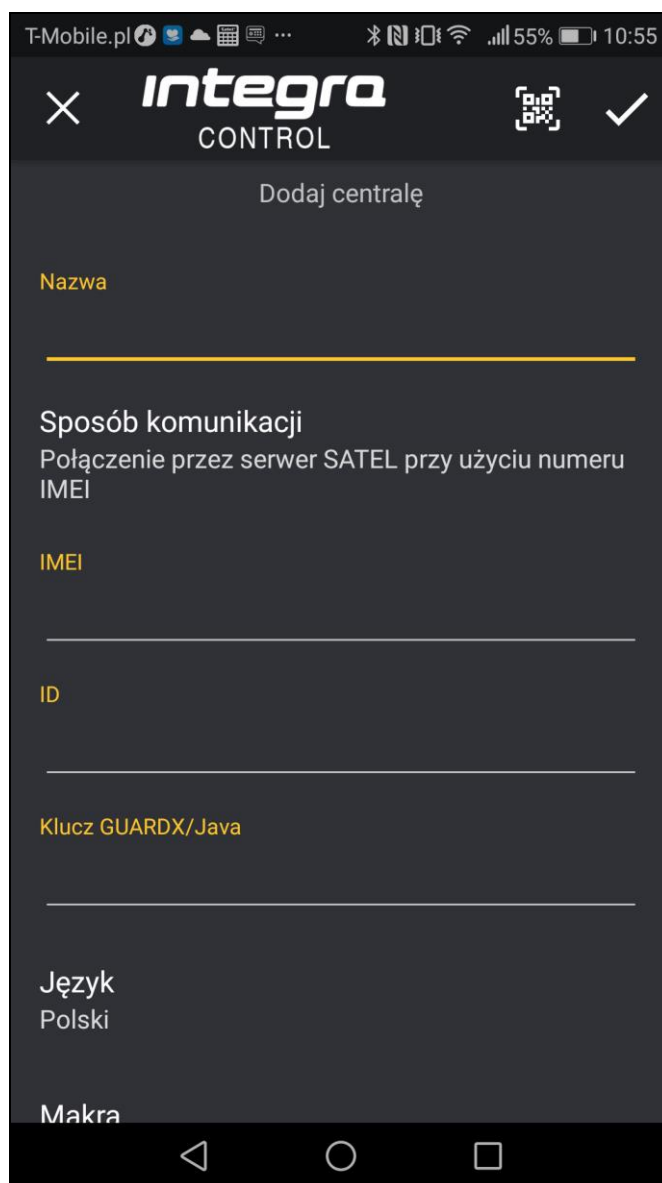 T-Mobile.pl 55% 10:55
Integra
CONTROL
Dodaj centralę
Nazwa
Sposób komunikacji
Połączenie przez serwer SATEL przy użyciu numeru
IMEI
IMEI
ID
Klucz GUARDX/Java
Język
Polski
Makra